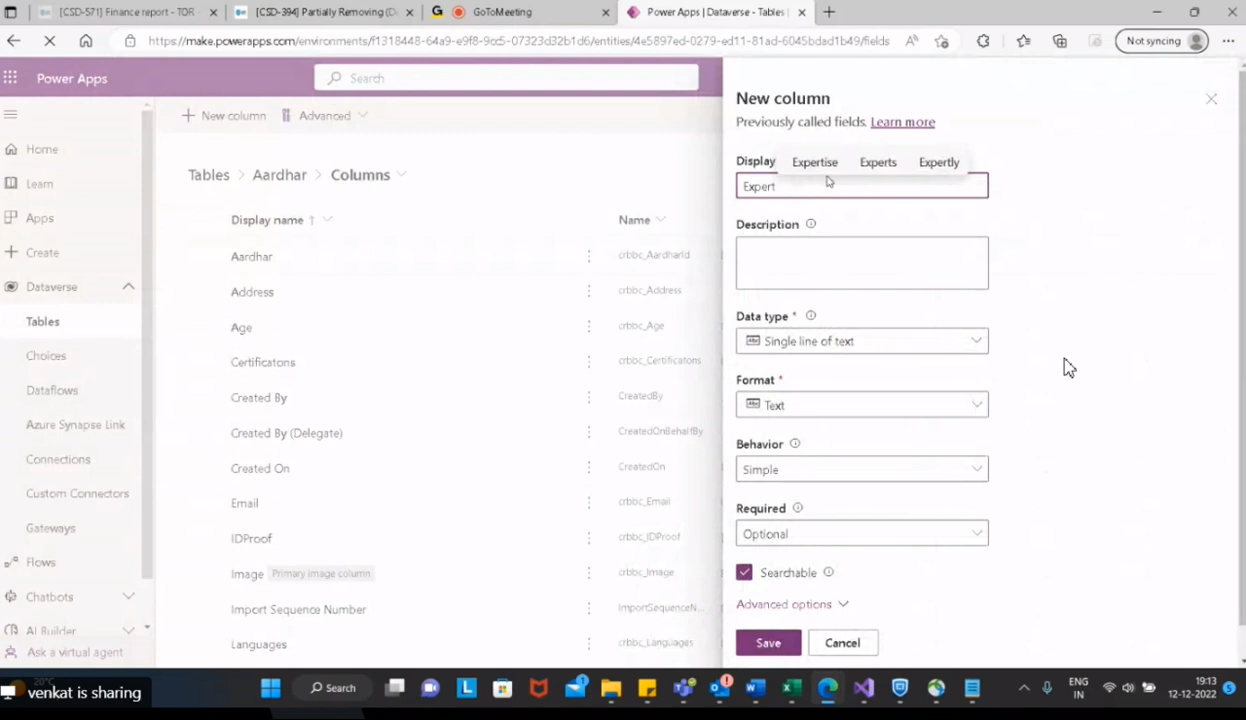 [CSD-571] Finance report - TOR
[CSD-394] Partially Removing (D
GoToMeeting
Power Apps | Dataverse - Tables |
https://make.powerapps.com/environments/f1318448-64a9-e9f8-9cc5-07323d32b1d6/entities/4e5897ed-0279-ed11-81ad-6045bdad1b49/fields
Not syncing
Power Apps
Search
New column
Previously called fields. Learn more
New column
Advanced
Home
Learn
Apps
Create
Dataverse
Tables
Choices
Dataflows
Azure Synapse Link
Connections
Custom Connectors
Gateways
Flows
Chatbots
AI Builder
Ask a virtual agent
Tables > Aardhar > Columns
Display name ↑ Name
Aardhar crbbc_AardharId
Address crbbc_Address
Age crbbc_Age
Certificatons crbbc_Certificatons
Created By CreatedBy
Created By (Delegate) CreatedOnBehalfBy
Created On CreatedOn
Email crbbc_Email
IDProof crbbc_IDProof
Image Primary image column crbbc_Image
Import Sequence Number ImportSequenceN...
Languages crbbc_Languages
Display Expertise Experts Expertly
Expert
Description
Data type *
Abc Single line of text
Format *
Abc Text
Behavior
Simple
Required
Optional
Searchable
Advanced options
Save Cancel
20°C
venkat is sharing
Search
ENG
IN
19:13
12-12-2022
5